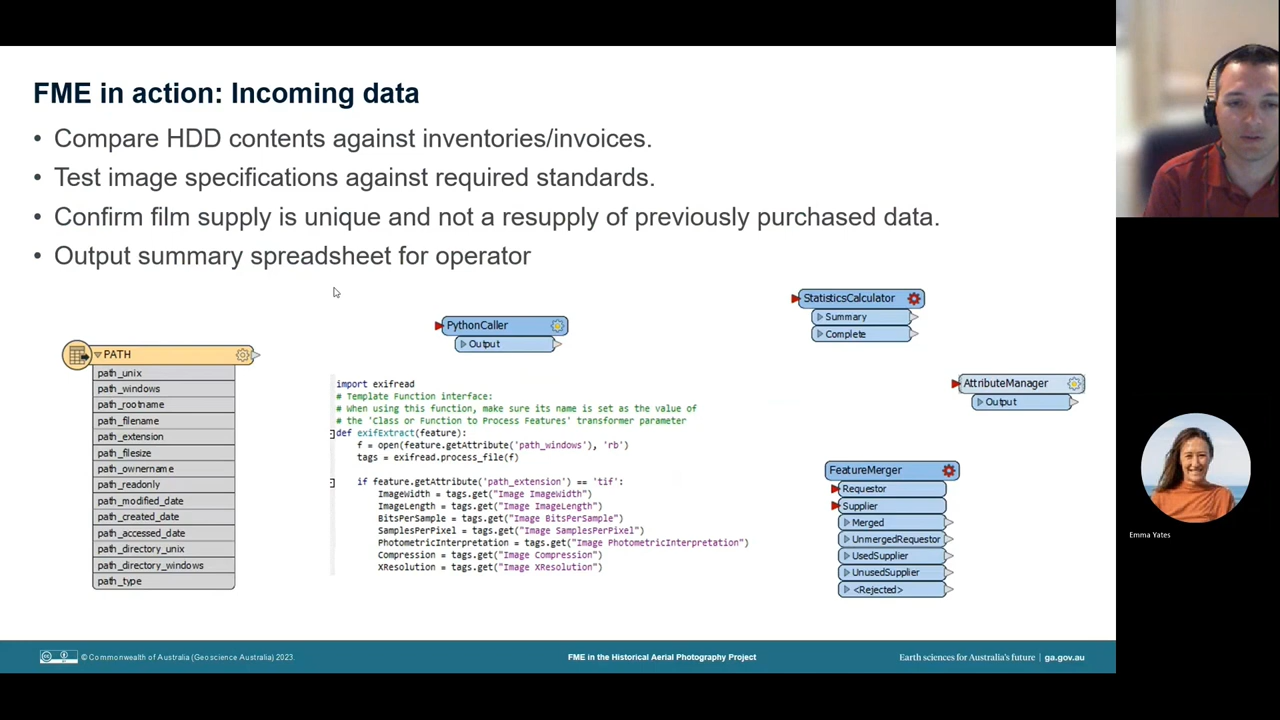 FME in action: Incoming data
• Compare HDD contents against inventories/invoices.
• Test image specifications against required standards.
• Confirm film supply is unique and not a resupply of previously purchased data.
• Output summary spreadsheet for operator
PATH
path_unix
path_windows
path_rootname
path_filename
path_extension
path_filesize
path_ownername
path_readonly
path_modified_date
path_created_date
path_accessed_date
path_directory_unix
path_directory_windows
path_type
PythonCaller
Output
import exifread
# Template Function interface:
# When using this function, make sure its name is set as the value of
# the 'Class or Function to Process Features' transformer parameter
def exifExtract(feature):
    f = open(feature.getAttribute('path_windows'), 'rb')
    tags = exifread.process_file(f)
    if feature.getAttribute('path_extension') == 'tif':
        ImageWidth = tags.get("Image ImageWidth")
        ImageLength = tags.get("Image ImageLength")
        BitsPerSample = tags.get("Image BitsPerSample")
        SamplesPerPixel = tags.get("Image SamplesPerPixel")
        PhotometricInterpretation = tags.get("Image PhotometricInterpretation")
        Compression = tags.get("Image Compression")
        XResolution = tags.get("Image XResolution")
StatisticsCalculator
Summary
Complete
AttributeManager
Output
FeatureMerger
Requestor
Supplier
Merged
UnmergedRequestor
UsedSupplier
UnusedSupplier
<Rejected>
Emma Yates
© Commonwealth of Australia (Geoscience Australia) 2023.
FME in the Historical Aerial Photography Project
Earth sciences for Australia's future | ga.gov.au